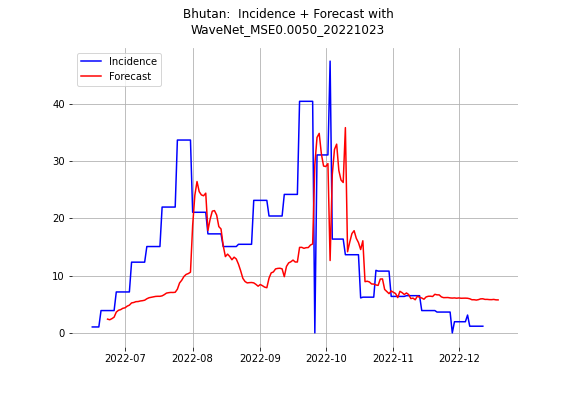 Bhutan:  Incidence + Forecast with
WaveNet_MSE0.0050_20221023
Incidence
Forecast
40
30
20
10
0
2022-07 2022-08 2022-09 2022-10 2022-11 2022-12